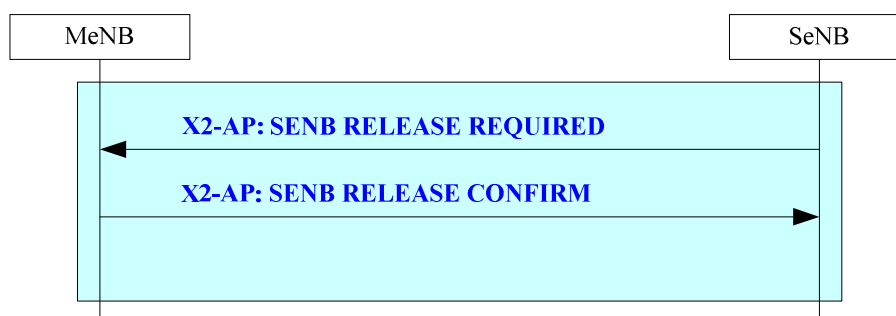 MeNB
SeNB
X2-AP: SENB RELEASE REQUIRED
X2-AP: SENB RELEASE CONFIRM